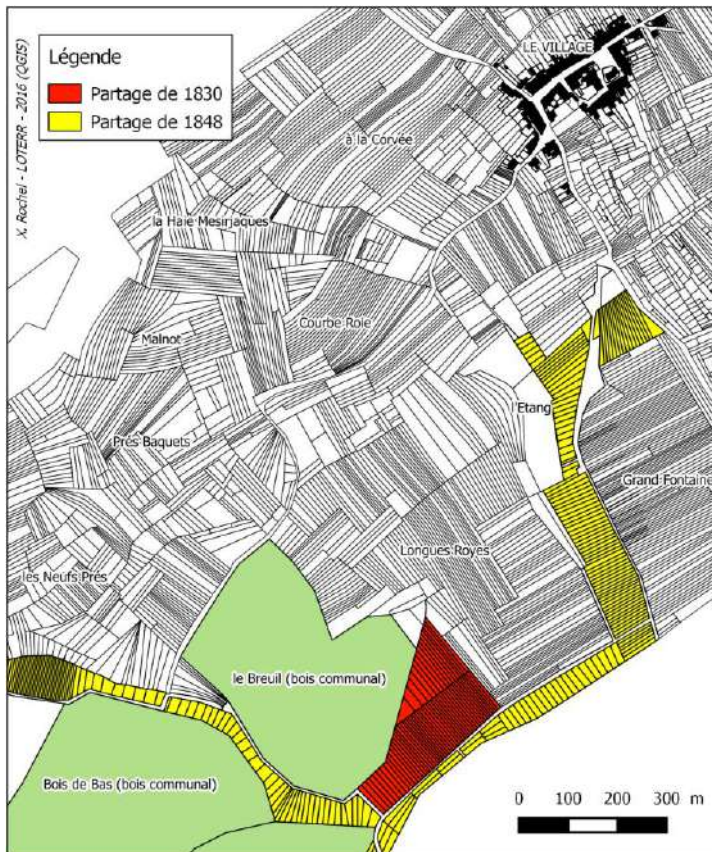 X. Rochel - LOTERR - 2016 (QGIS)
Légende
Partage de 1830
Partage de 1848
LE VILLAGE
à la Corvée
la Haie Mesirjaques
Courbe Roie
Malnot
l'Etang
Prés Baquets
Grand Fontaine
Longues Royes
les Neufs Prés
le Breuil (bois communal)
Bois de Bas (bois communal)
0 100 200 300 m